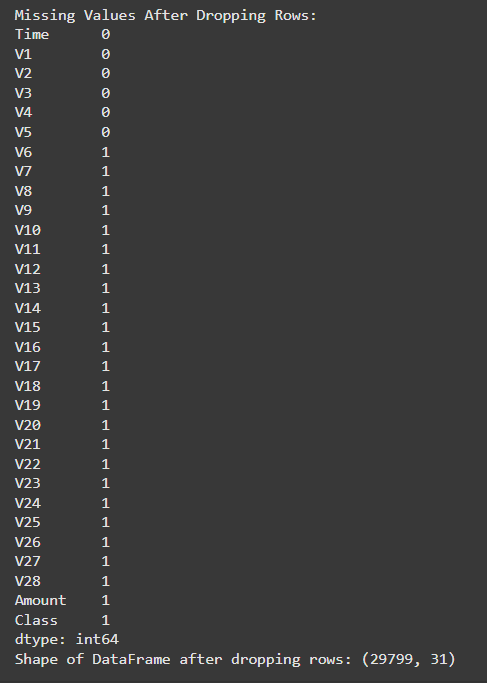 Missing Values After Dropping Rows:
Time 0
V1 0
V2 0
V3 0
V4 0
V5 0
V6 1
V7 1
V8 1
V9 1
V10 1
V11 1
V12 1
V13 1
V14 1
V15 1
V16 1
V17 1
V18 1
V19 1
V20 1
V21 1
V22 1
V23 1
V24 1
V25 1
V26 1
V27 1
V28 1
Amount 1
Class 1
dtype: int64
Shape of DataFrame after dropping rows: (29799, 31)